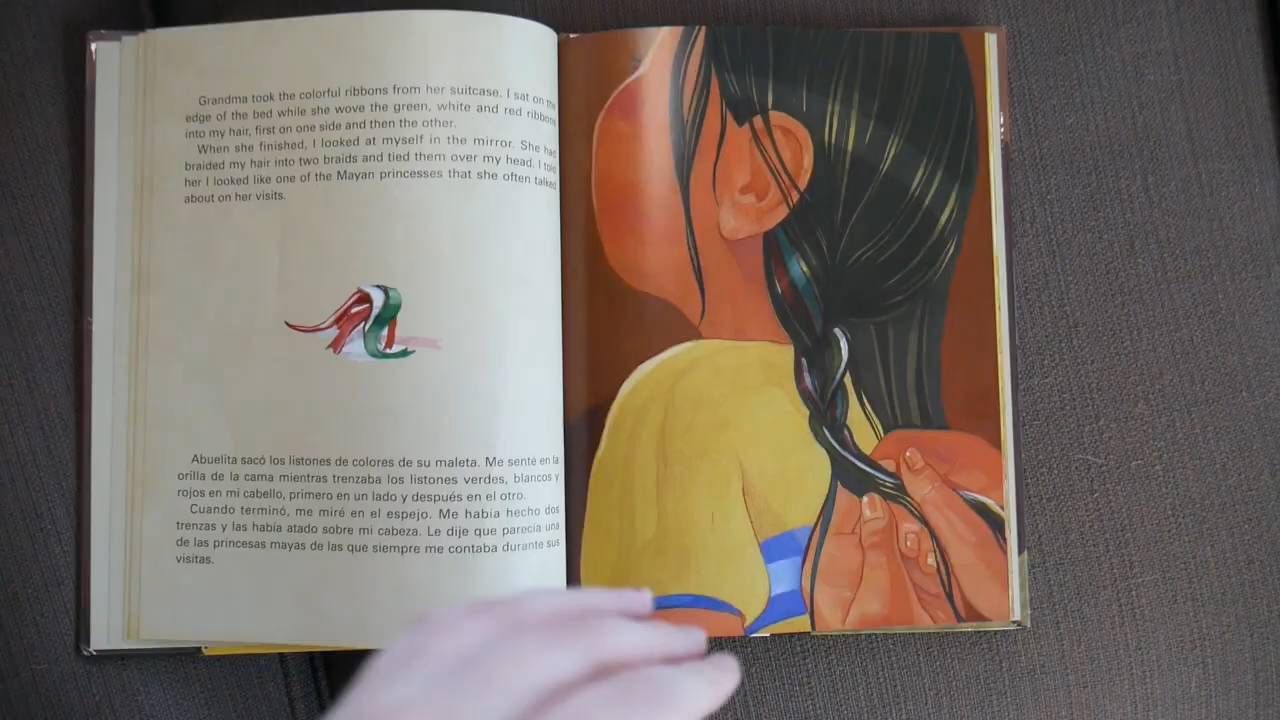 Grandma took the colorful ribbons from her suitcase. I sat on the
edge of the bed while she wove the green, white and red ribbons
into my hair, first on one side and then the other.
When she finished, I looked at myself in the mirror. She had
braided my hair into two braids and tied them over my head. I told
her I looked like one of the Mayan princesses that she often talked
about on her visits.
Abuelita sacó los listones de colores de su maleta. Me senté en la
orilla de la cama mientras trenzaba los listones verdes, blancos y
rojos en mi cabello, primero en un lado y después en el otro.
Cuando terminó, me miré en el espejo. Me había hecho dos
trenzas y las había atado sobre mi cabeza. Le dije que parecía una
de las princesas mayas de las que siempre me contaba durante sus
visitas.